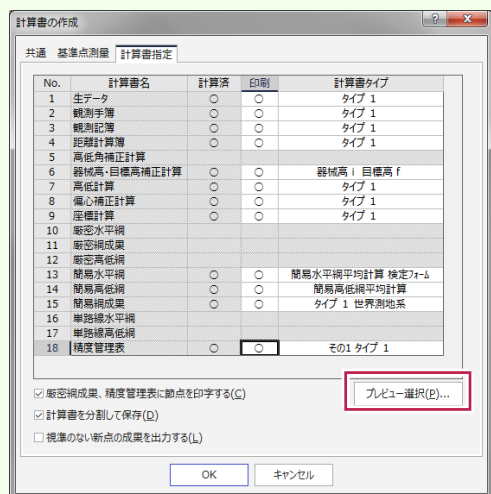 計算書の作成
共通 基準点測量 計算書指定
No. 計算書名 計算済 印刷 計算書タイプ
1 生データ ○ ○ タイプ 1
2 観測手簿 ○ ○ タイプ 1
3 観測記簿 ○ ○ タイプ 1
4 距離計算簿 ○ ○ タイプ 1
5 高低角補正計算
6 器械高・目標高補正計算 ○ ○ 器械高 i 目標高 f
7 高低計算 ○ ○ タイプ 1
8 偏心補正計算 ○ ○ タイプ 1
9 座標計算 ○ ○ タイプ 1
10 厳密水平網
11 厳密網成果
12 厳密高低網
13 簡易水平網 ○ ○ 簡易水平網平均計算 検定フォーム
14 簡易高低網 ○ ○ 簡易高低網平均計算
15 簡易網成果 ○ ○ タイプ 1 世界測地系
16 単路線水平網
17 単路線高低網
18 精度管理表 ○ ○ その1 タイプ 1
厳密網成果、精度管理表に節点を印字する(C)
プレビュー選択(P)...
計算書を分割して保存(D)
視準のない新点の成果を出力する(L)
OK キャンセル